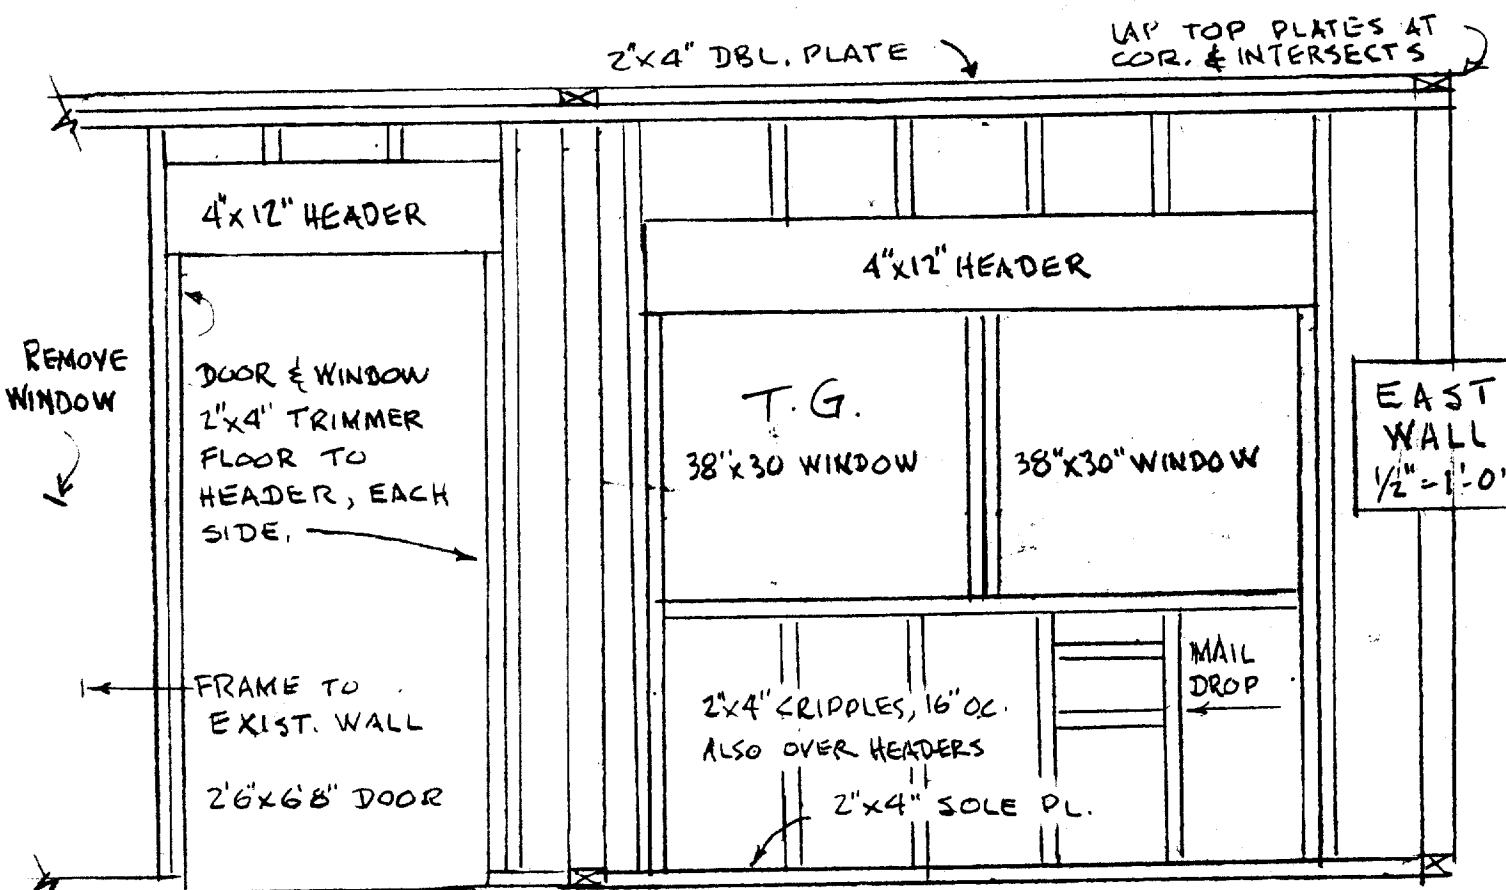 2"x4" DBL. PLATE
LAP TOP PLATES AT
COR. & INTERSECTS
4"x12" HEADER
4"x12" HEADER
REMOVE
WINDOW
DOOR & WINDOW
2"x4" TRIMMER
FLOOR TO
HEADER, EACH
SIDE.
T.G.
38"x30 WINDOW
38"x30" WINDOW
EAST
WALL
1/2"=1'-0"
FRAME TO
EXIST. WALL
2'6"x6'8" DOOR
MAIL
DROP
2"x4" CRIPPLES, 16" O.C.
ALSO OVER HEADERS
2"x4" SOLE PL.